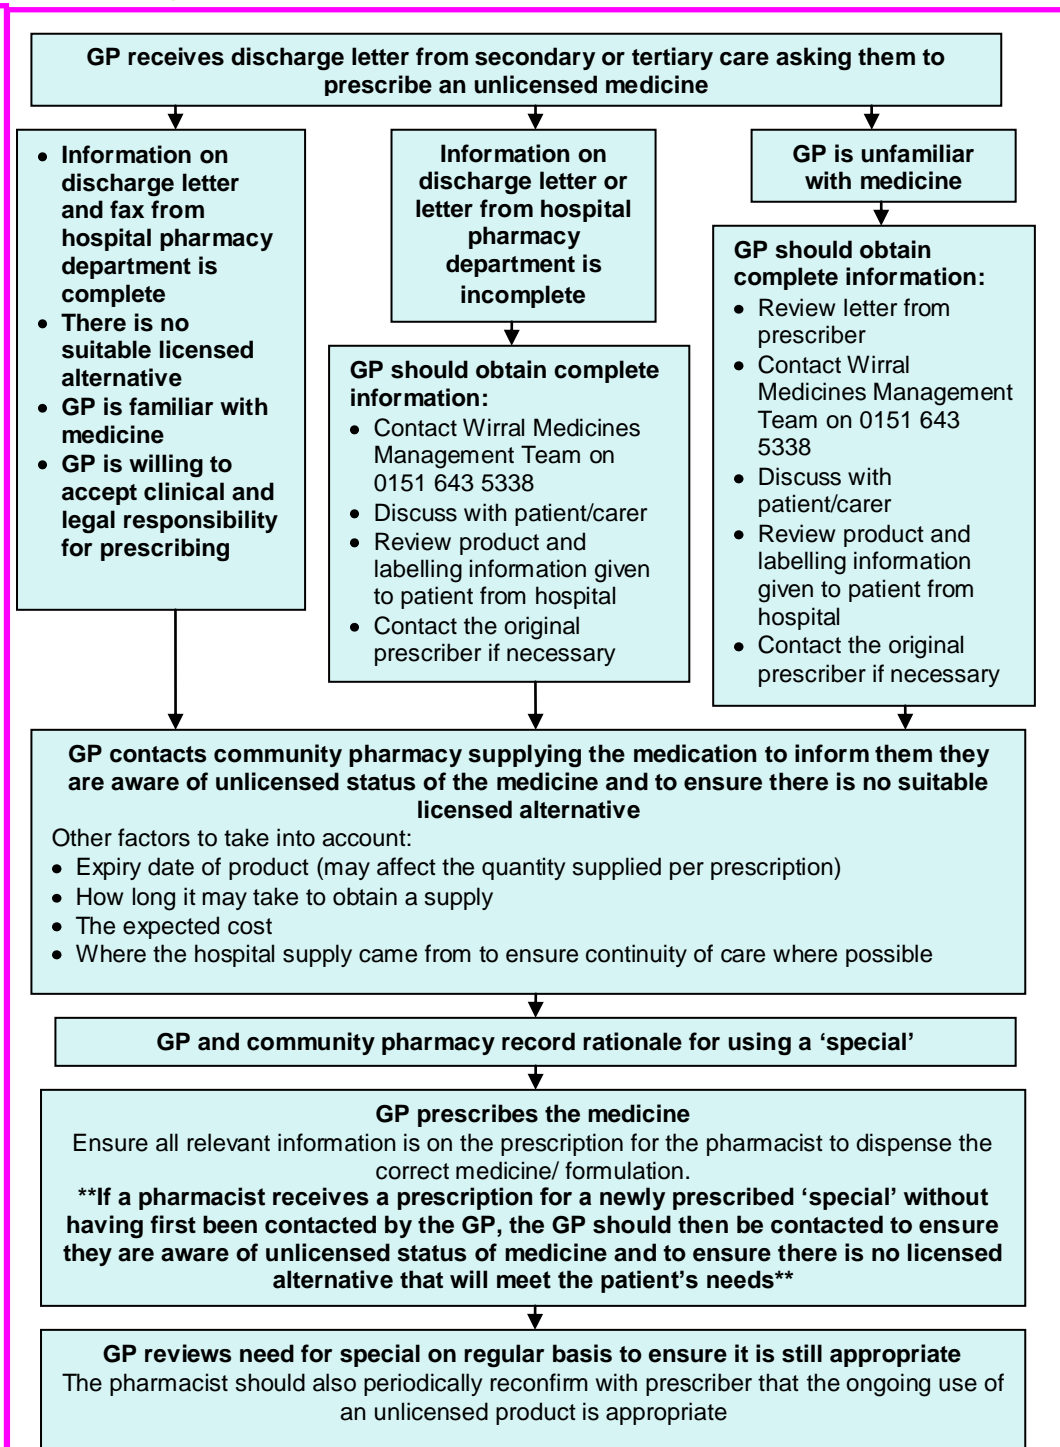 GP receives discharge letter from secondary or tertiary care asking them to
prescribe an unlicensed medicine
• Information on
discharge letter
and fax from
hospital pharmacy
department is
complete
• There is no
suitable licensed
alternative
• GP is familiar with
medicine
• GP is willing to
accept clinical and
legal responsibility
for prescribing
Information on
discharge letter or
letter from hospital
pharmacy
department is
incomplete
GP should obtain complete
information:
• Contact Wirral Medicines
Management Team on
0151 643 5338
• Discuss with patient/carer
• Review product and
labelling information given
to patient from hospital
• Contact the original
prescriber if necessary
GP is unfamiliar
with medicine
GP should obtain
complete information:
• Review letter from
prescriber
• Contact Wirral
Medicines Management
Team on 0151 643
5338
• Discuss with
patient/carer
• Review product and
labelling information
given to patient from
hospital
• Contact the original
prescriber if necessary
GP contacts community pharmacy supplying the medication to inform them they
are aware of unlicensed status of the medicine and to ensure there is no suitable
licensed alternative
Other factors to take into account:
• Expiry date of product (may affect the quantity supplied per prescription)
• How long it may take to obtain a supply
• The expected cost
• Where the hospital supply came from to ensure continuity of care where possible
GP and community pharmacy record rationale for using a ‘special’
GP prescribes the medicine
Ensure all relevant information is on the prescription for the pharmacist to dispense the
correct medicine/ formulation.
**If a pharmacist receives a prescription for a newly prescribed ‘special’ without
having first been contacted by the GP, the GP should then be contacted to ensure
they are aware of unlicensed status of medicine and to ensure there is no licensed
alternative that will meet the patient’s needs**
GP reviews need for special on regular basis to ensure it is still appropriate
The pharmacist should also periodically reconfirm with prescriber that the ongoing use of
an unlicensed product is appropriate